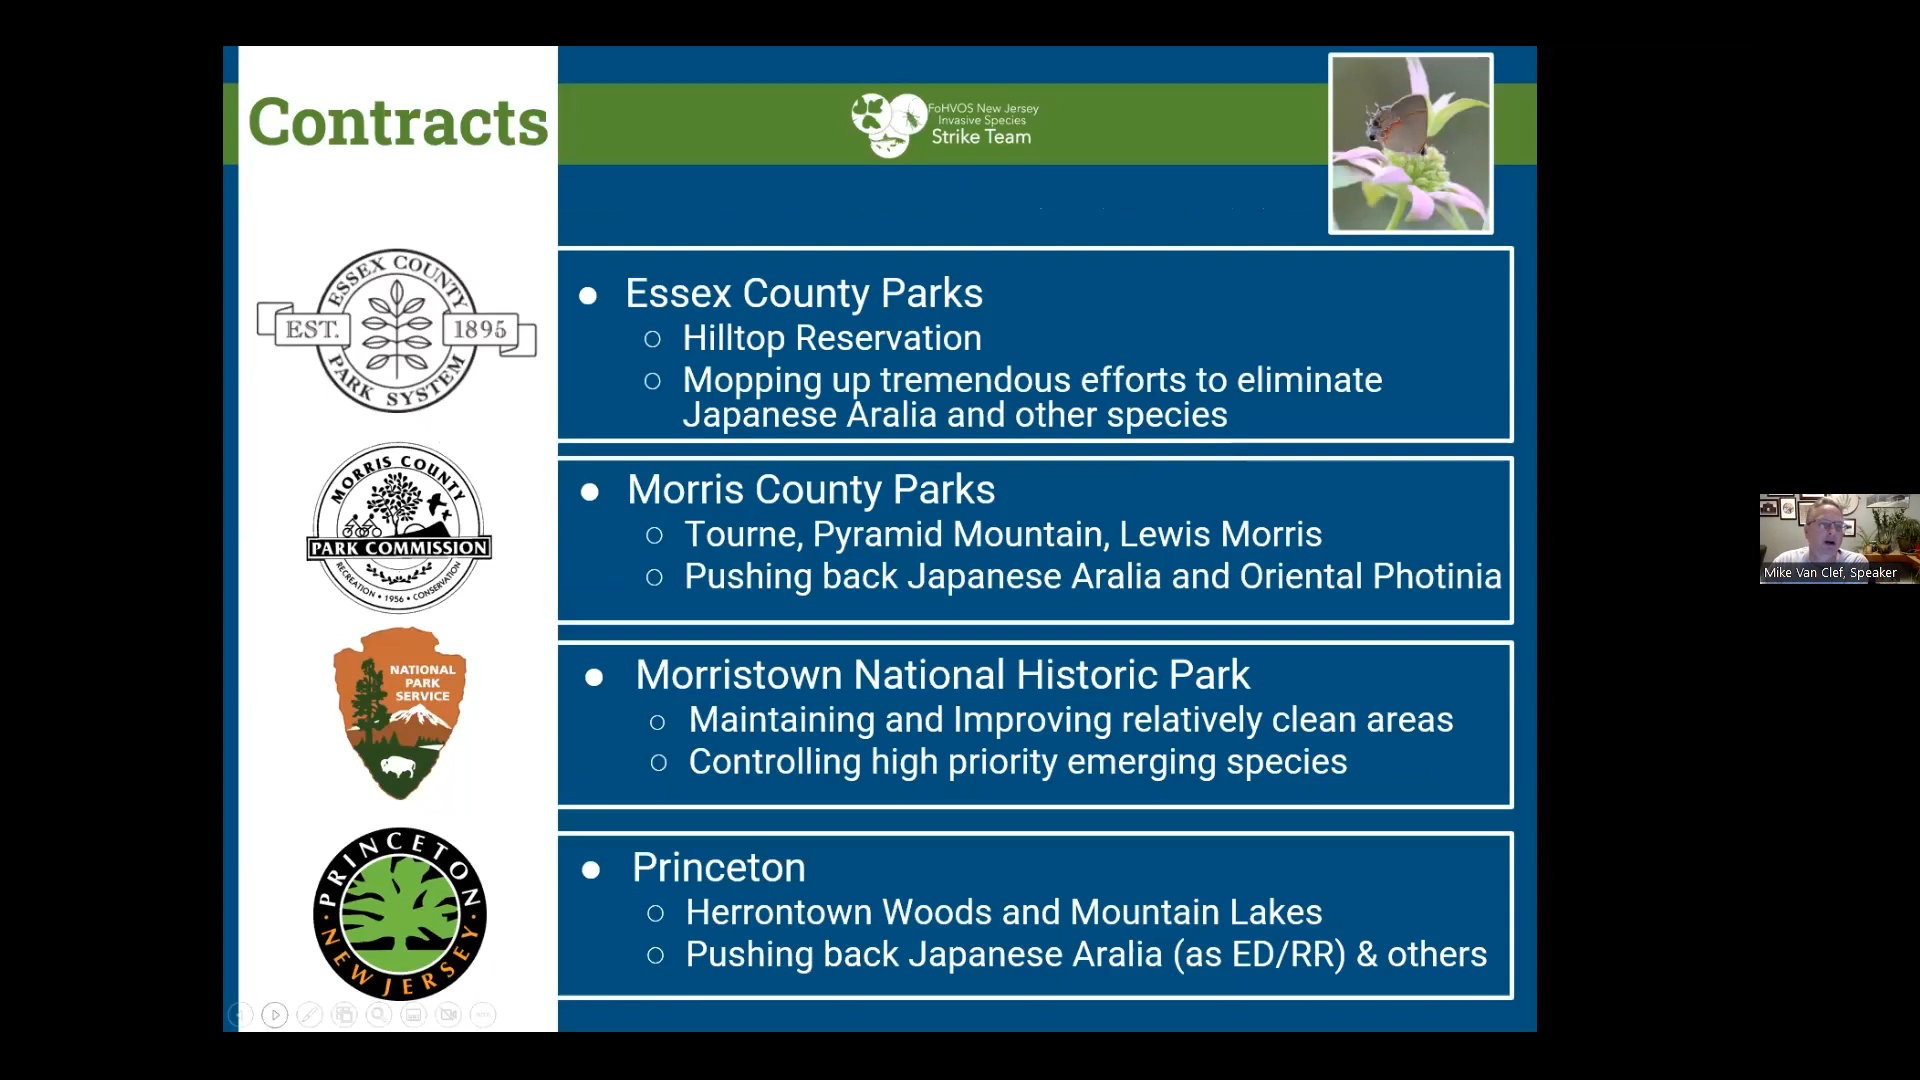 Contracts
FoHVOS New Jersey
Invasive Species
Strike Team
ESSEX COUNTY
EST. 1895
PARK SYSTEM
● Essex County Parks
○ Hilltop Reservation
○ Mopping up tremendous efforts to eliminate
Japanese Aralia and other species
MORRIS COUNTY
PARK COMMISSION
RECREATION • 1956 • CONSERVATION
● Morris County Parks
○ Tourne, Pyramid Mountain, Lewis Morris
○ Pushing back Japanese Aralia and Oriental Photinia
NATIONAL
PARK
SERVICE
● Morristown National Historic Park
○ Maintaining and Improving relatively clean areas
○ Controlling high priority emerging species
PRINCETON
NEW JERSEY
● Princeton
○ Herrontown Woods and Mountain Lakes
○ Pushing back Japanese Aralia (as ED/RR) & others
Mike Van Clef, Speaker